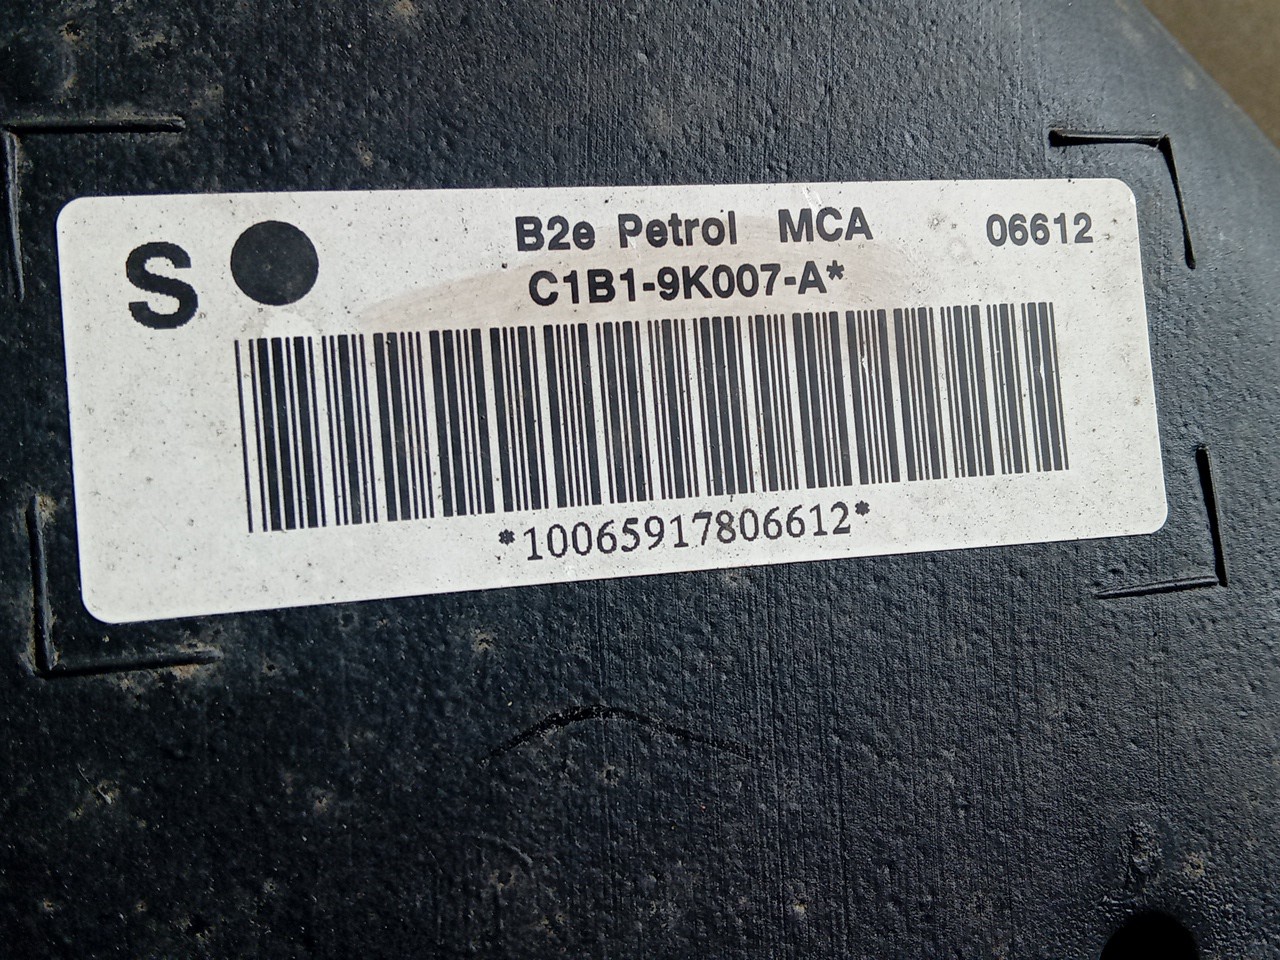 S B2e Petrol MCA 06612
C1B1-9K007-A*
*10065917806612*